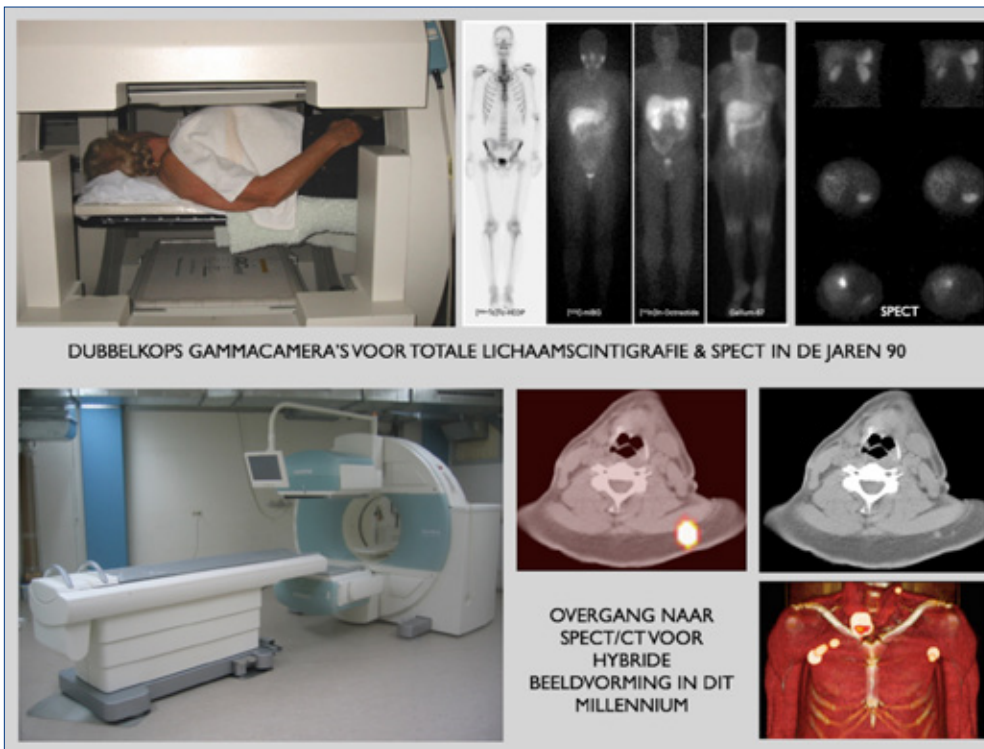 SPECT
DUBBELKOPS GAMMACAMERA'S VOOR TOTALE LICHAAMSCINTIGRAFIE & SPECT IN DE JAREN 90
OVERGANG NAAR
SPECT/CT VOOR
HYBRIDE
BEELDVORMING IN DIT
MILLENNIUM